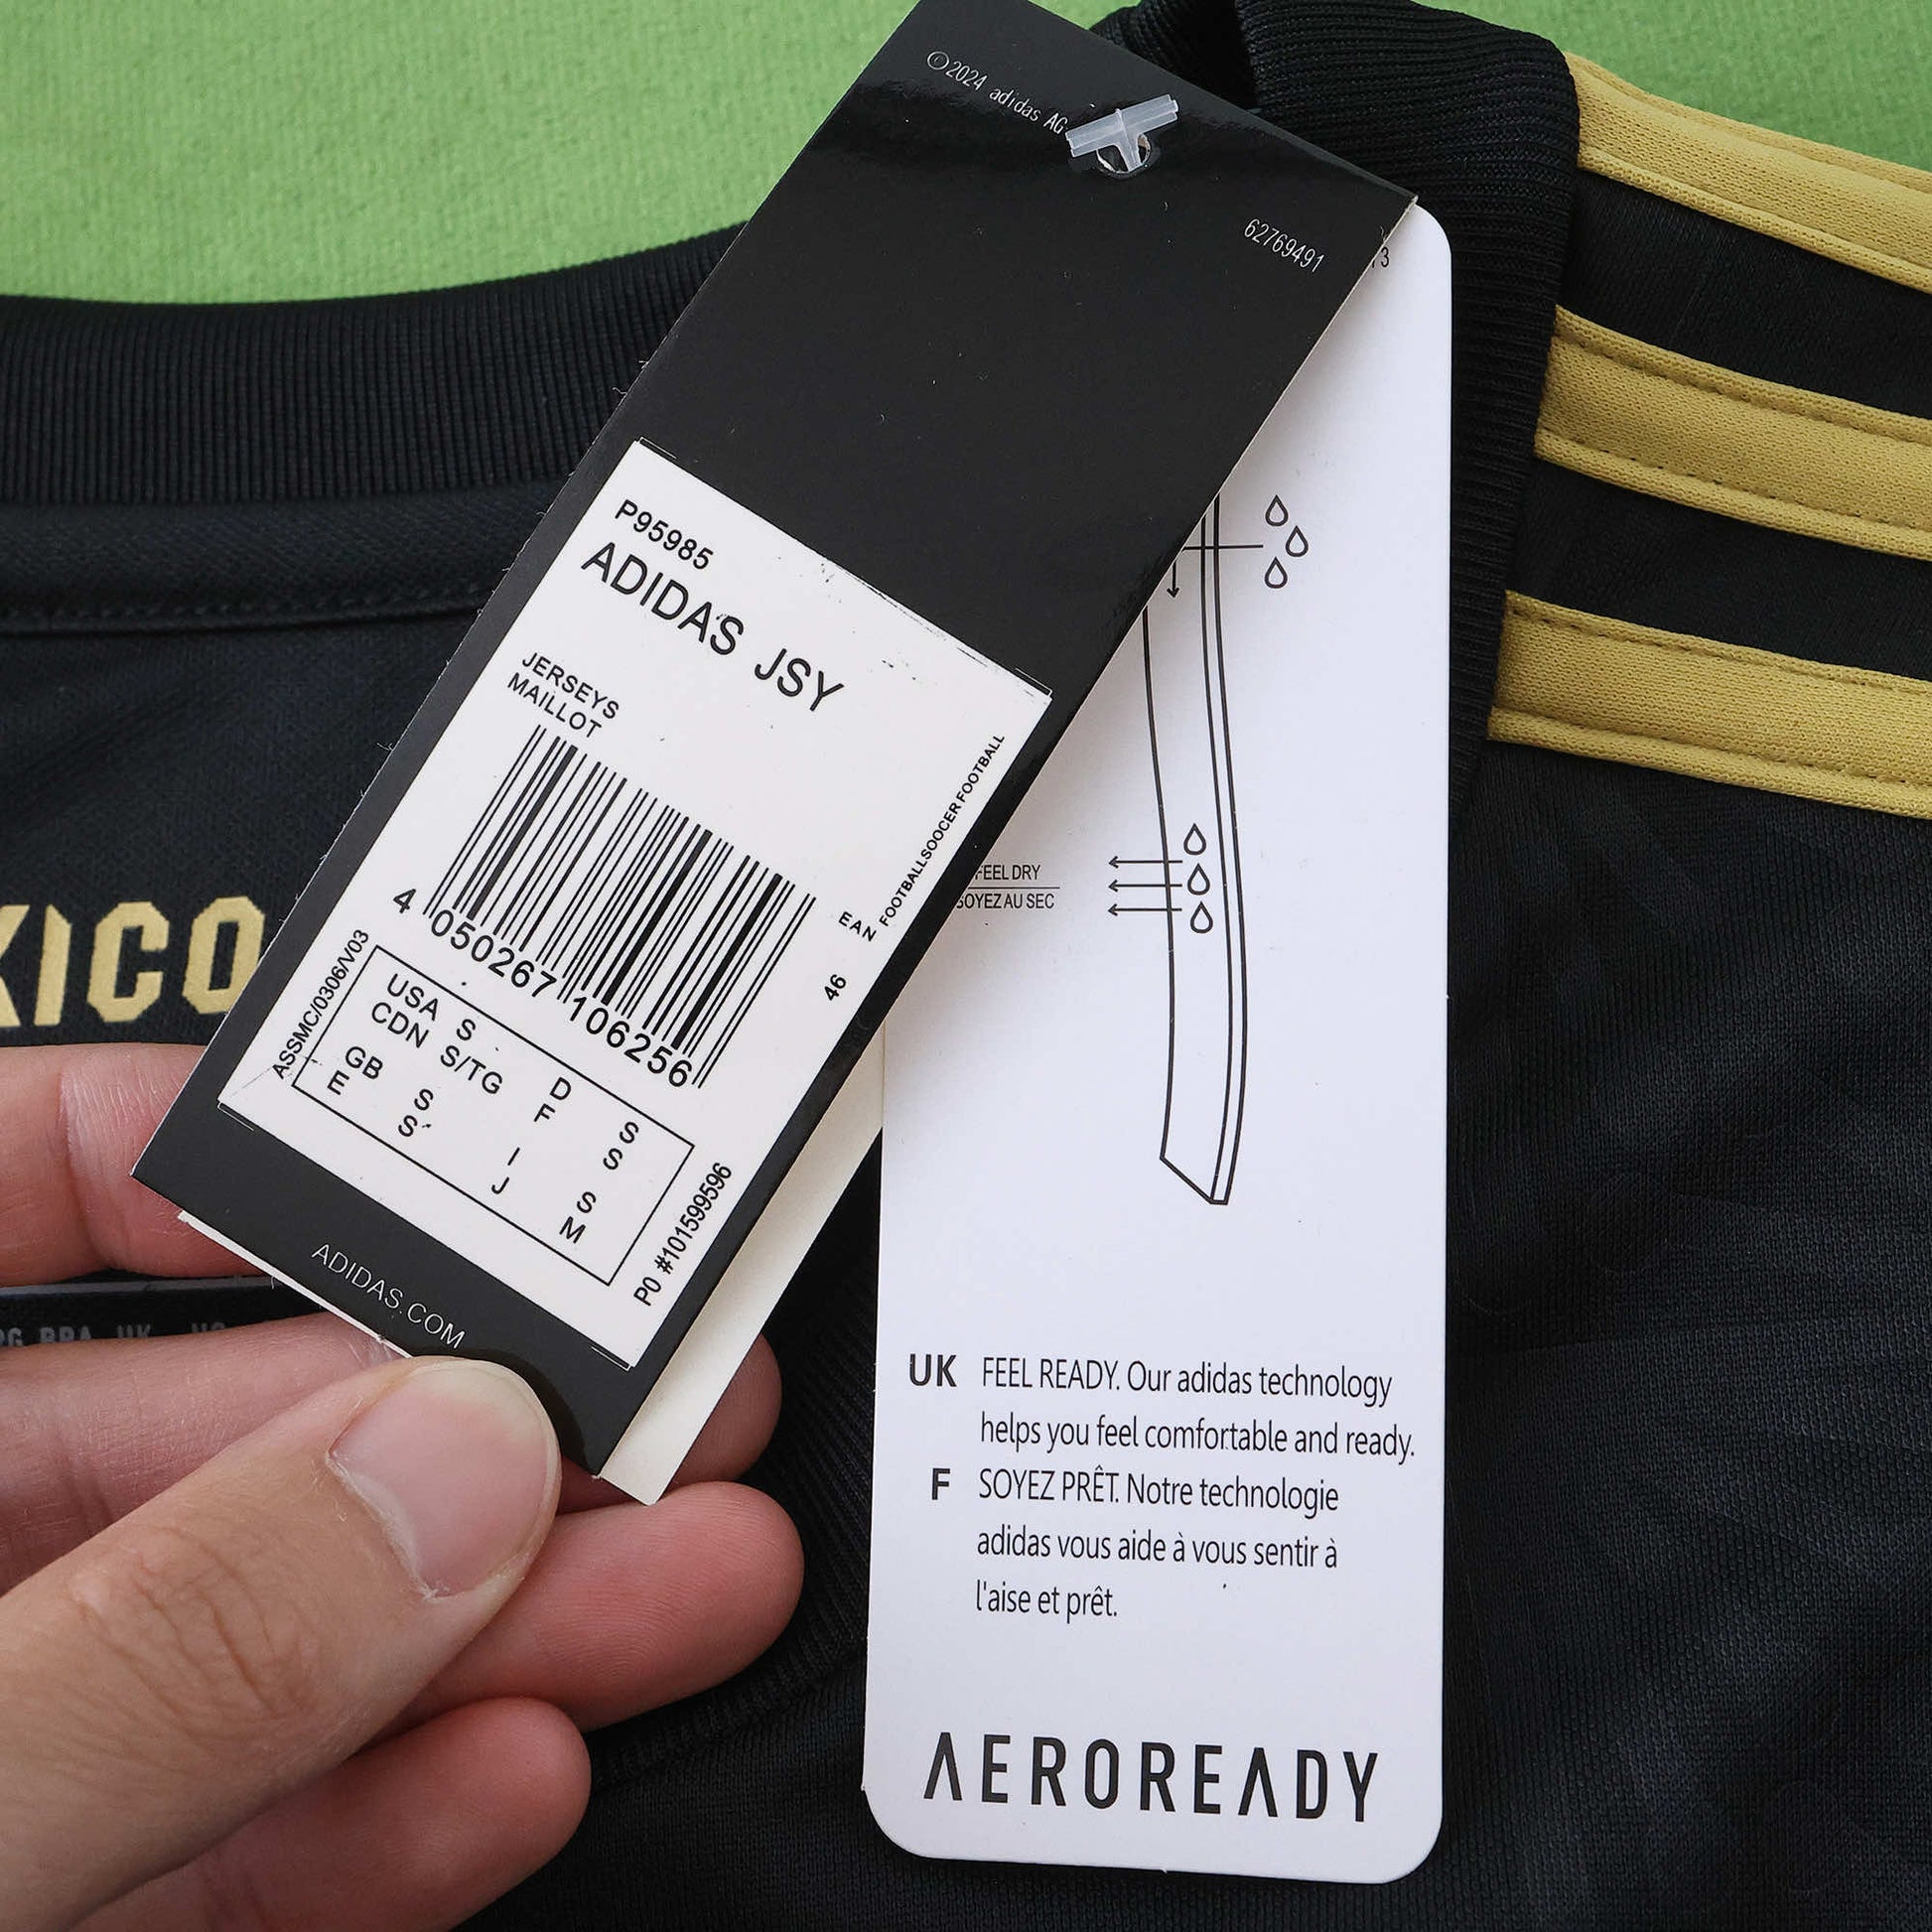 ©2024 adidas AG
62769491
P95985
ADIDAS JSY
JERSEYS
MAILLOT
4 050267 106256
EAN
46
FOOTBALLSOCCER FOOTBALL
ASSMC/0306/V03
USA S D S
CDN S/TG F S
GB S I S
E S J M
PO #101599596
ADIDAS.COM
XICO
FEEL DRY
SOYEZ AU SEC
UK FEEL READY. Our adidas technology
helps you feel comfortable and ready.
F SOYEZ PRÊT. Notre technologie
adidas vous aide à vous sentir à
l'aise et prêt.
AEROREADY